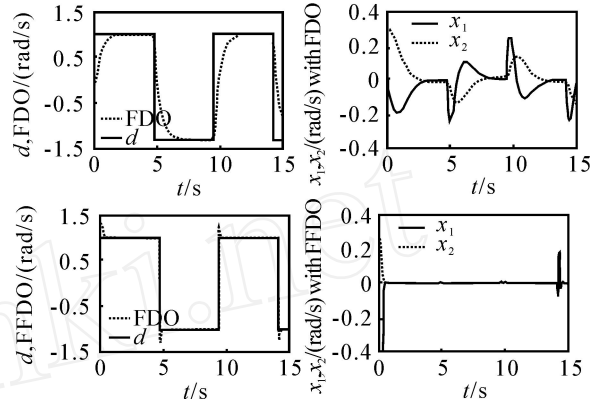 d,FDO/(rad/s)
1.5
0.5
-0.5
-1.5
FDO
d
0 5 10 15
t/s
x1,x2/(rad/s) with FDO
0.4
0.2
0
-0.2
-0.4
x1
x2
0 5 10 15
t/s
d,FFDO/(rad/s)
1.5
0.5
-0.5
-1.5
FDO
d
0 5 10 15
t/s
x1,x2/(rad/s) with FFDO
0.4
0.2
0
-0.2
-0.4
x1
x2
0 5 10 15
t/s